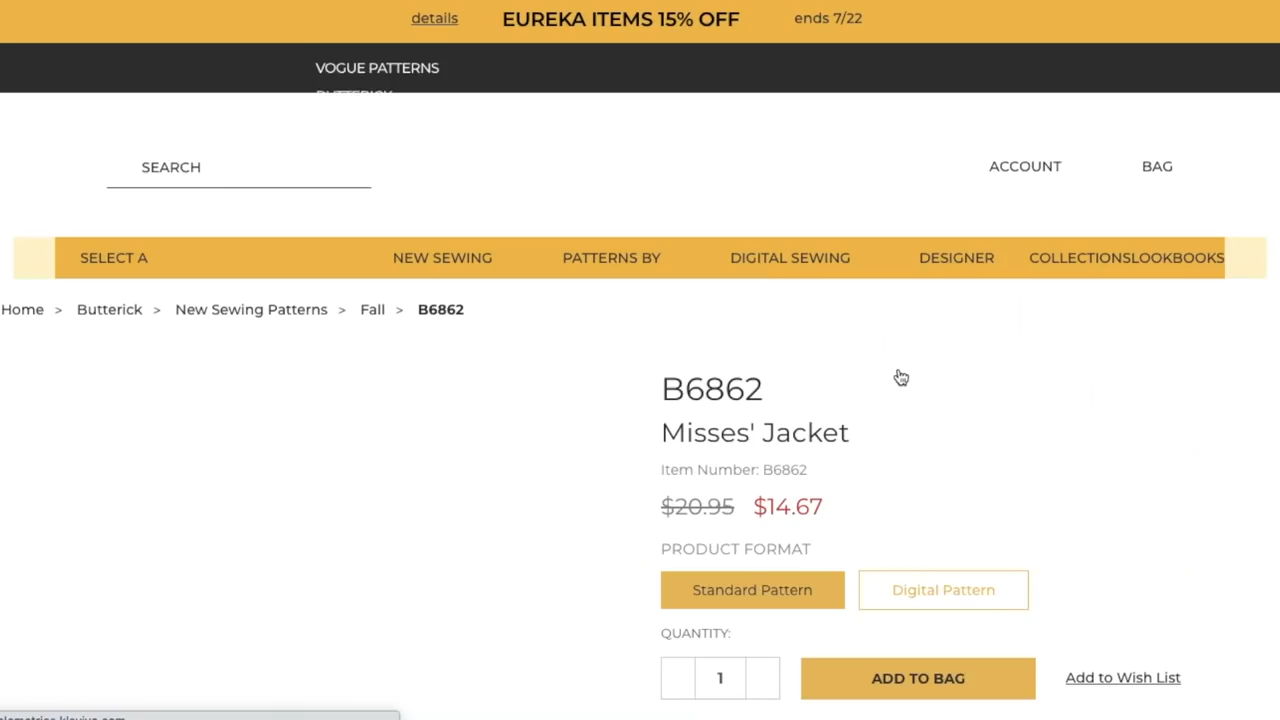 details EUREKA ITEMS 15% OFF ends 7/22
VOGUE PATTERNS
BUTTERICK
SEARCH
ACCOUNT BAG
SELECT A NEW SEWING PATTERNS BY DIGITAL SEWING DESIGNER COLLECTIONSLOOKBOOKS
Home > Butterick > New Sewing Patterns > Fall > B6862
B6862
Misses' Jacket
Item Number: B6862
$20.95 $14.67
PRODUCT FORMAT
Standard Pattern Digital Pattern
QUANTITY:
1 ADD TO BAG Add to Wish List